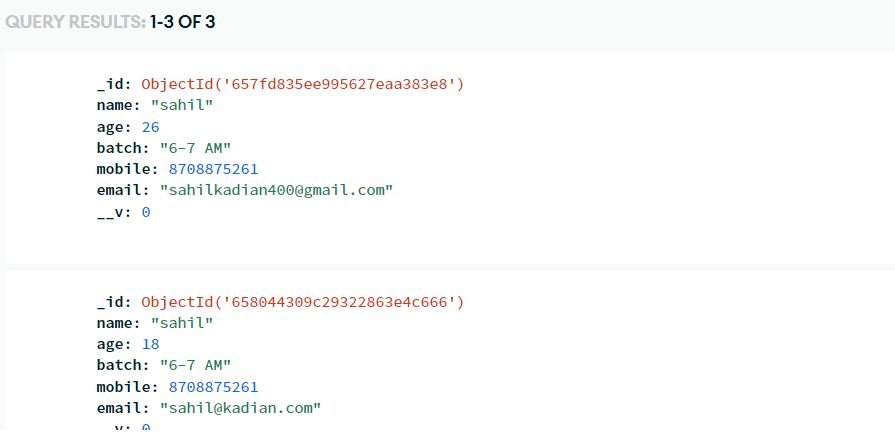 QUERY RESULTS: 1-3 OF 3
_id: ObjectId('657fd835ee995627eaa383e8')
name: "sahil"
age: 26
batch: "6-7 AM"
mobile: 8708875261
email: "sahilkadian400@gmail.com"
__v: 0
_id: ObjectId('658044309c29322863e4c666')
name: "sahil"
age: 18
batch: "6-7 AM"
mobile: 8708875261
email: "sahil@kadian.com"
__v: 0